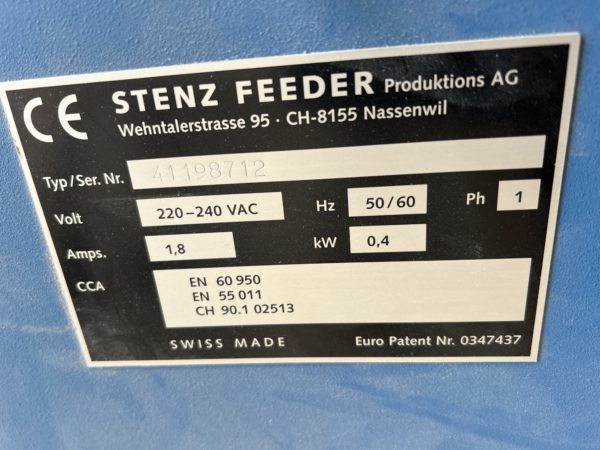 CE STENZ FEEDER Produktions AG
Wehntalerstrasse 95 · CH-8155 Nassenwil
Typ/Ser. Nr. 41198712
Volt 220–240 VAC Hz 50/60 Ph 1
Amps. 1,8 kW 0,4
CCA EN 60 950
EN 55 011
CH 90.1 02513
SWISS MADE Euro Patent Nr. 0347437